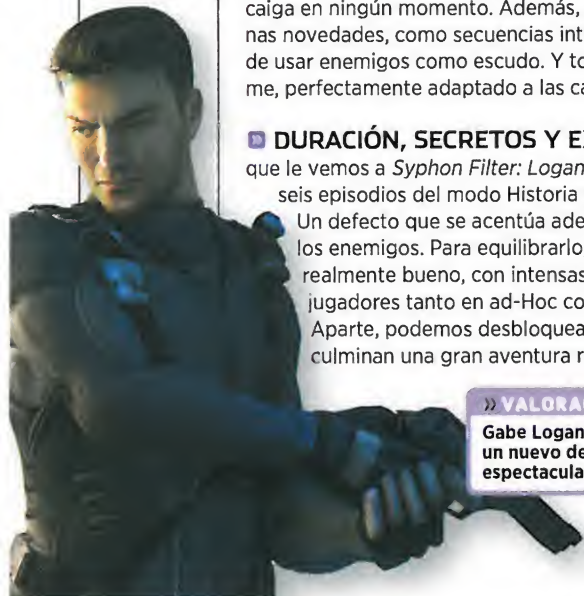 caiga en ningún momento. Además,
nas novedades, como secuencias int
de usar enemigos como escudo. Y to
me, perfectamente adaptado a las ca
DURACIÓN, SECRETOS Y E
que le vemos a Syphon Filter: Logan
seis episodios del modo Historia
Un defecto que se acentúa ade
los enemigos. Para equilibrarlo
realmente bueno, con intensas
jugadores tanto en ad-Hoc co
Aparte, podemos desbloquea
culminan una gran aventura
» VALORA
Gabe Logan
un nuevo de
espectacula